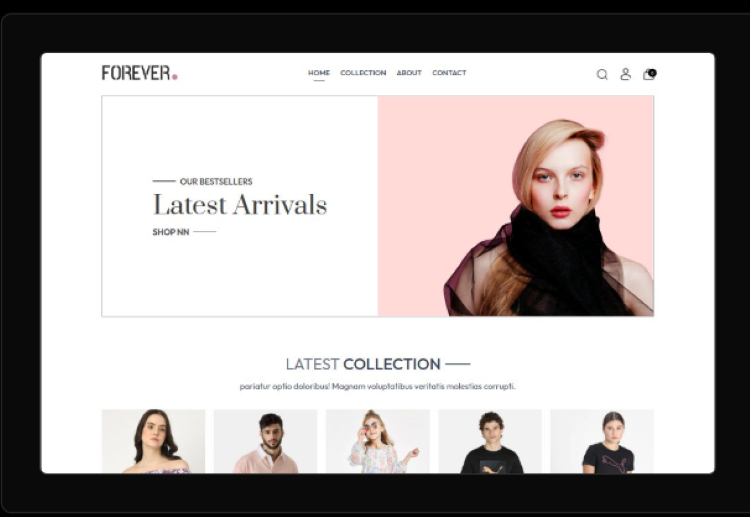 FOREVER.
HOME COLLECTION ABOUT CONTACT
OUR BESTSELLERS
Latest Arrivals
SHOP NN
LATEST COLLECTION
pariatur optio doloribus! Magnam voluptatibus veritatis molestias corrupti.